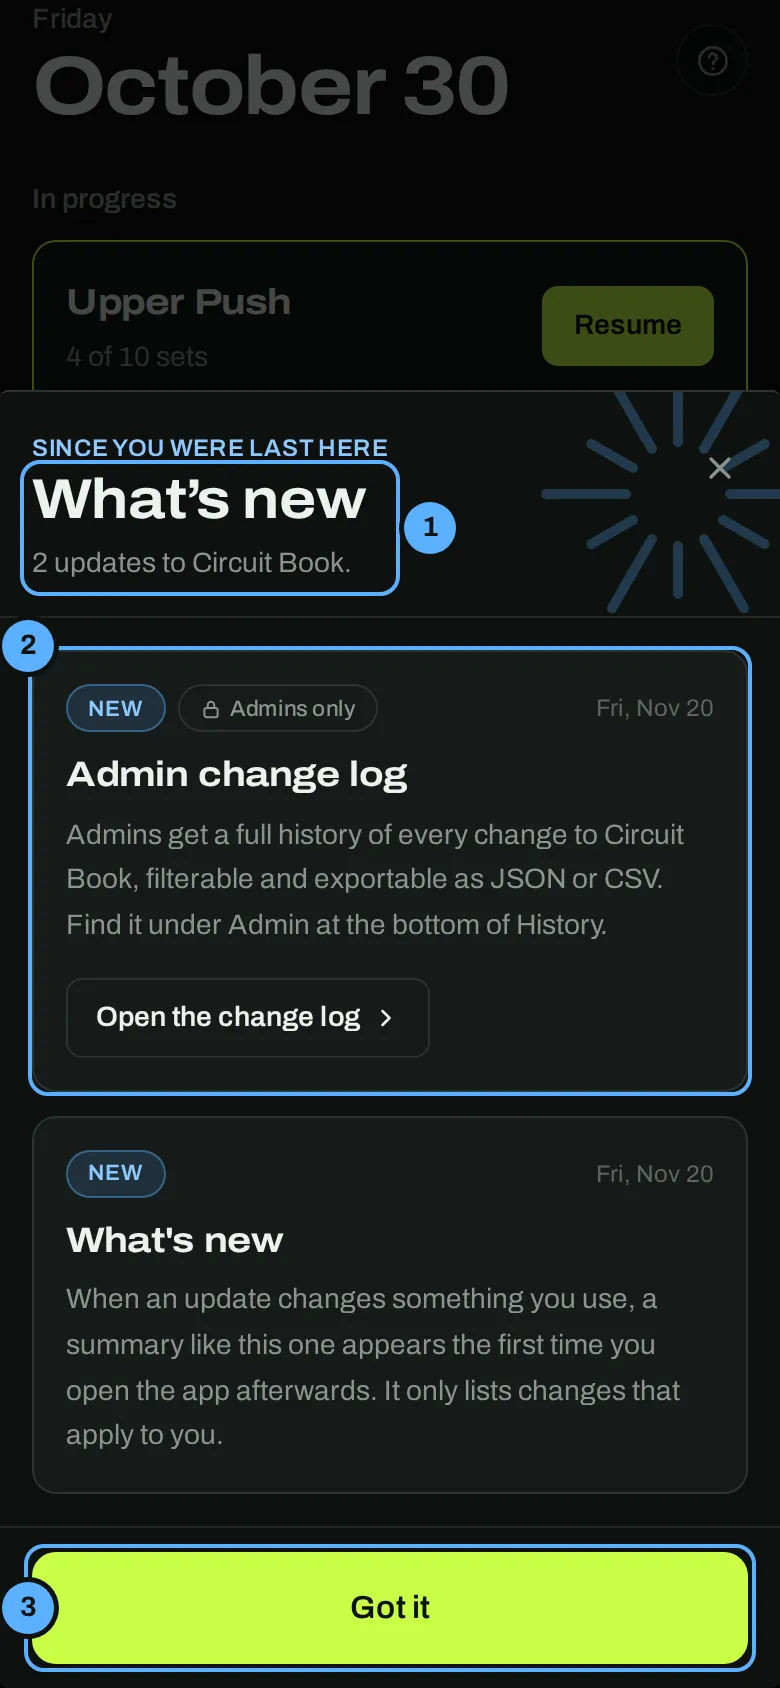 Friday
October 30
In progress
Upper Push
Resume
4 of 10 sets
SINCE YOU WERE LAST HERE
What’s new
2 updates to Circuit Book.
1
2
NEW
Admins only
Fri, Nov 20
Admin change log
Admins get a full history of every change to Circuit
Book, filterable and exportable as JSON or CSV.
Find it under Admin at the bottom of History.
Open the change log
NEW
Fri, Nov 20
What's new
When an update changes something you use, a
summary like this one appears the first time you
open the app afterwards. It only lists changes that
apply to you.
3
Got it